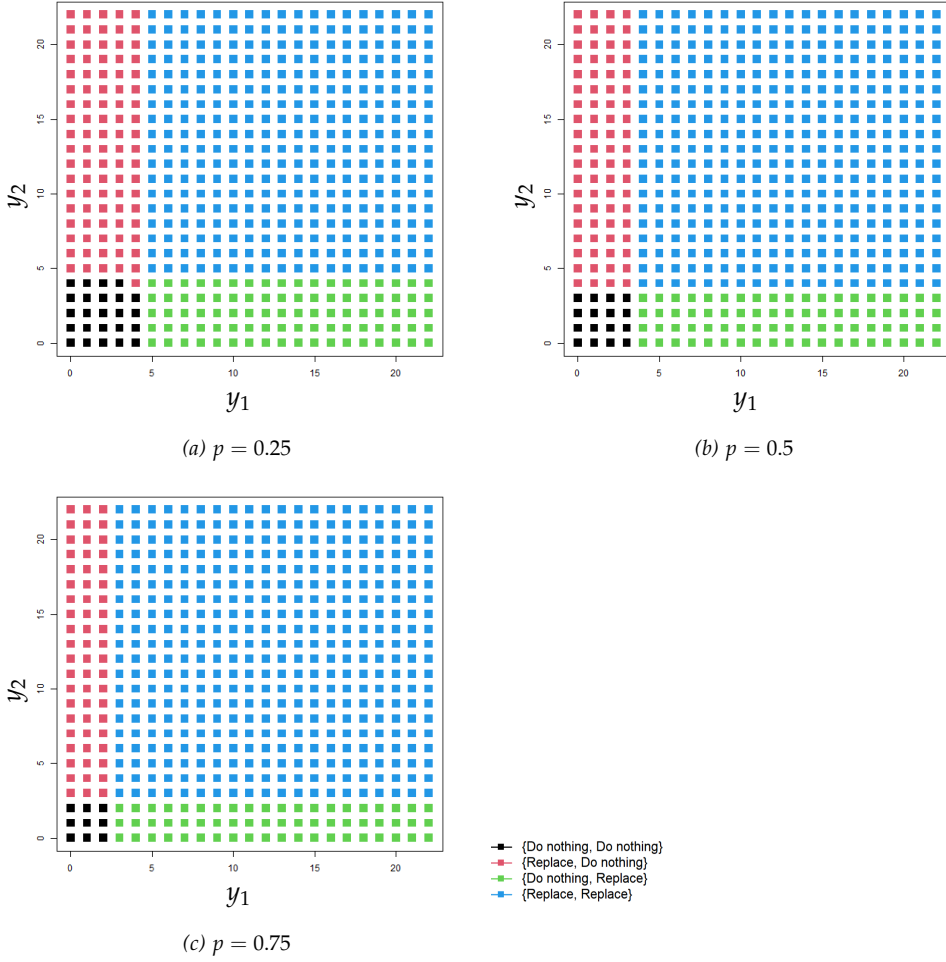 y2
20
15
10
5
0
0 5 10 15 20
y1
(a) p = 0.25
y2
20
15
10
5
0
0 5 10 15 20
y1
(b) p = 0.5
y2
20
15
10
5
0
0 5 10 15 20
y1
(c) p = 0.75
{Do nothing, Do nothing}
{Replace, Do nothing}
{Do nothing, Replace}
{Replace, Replace}